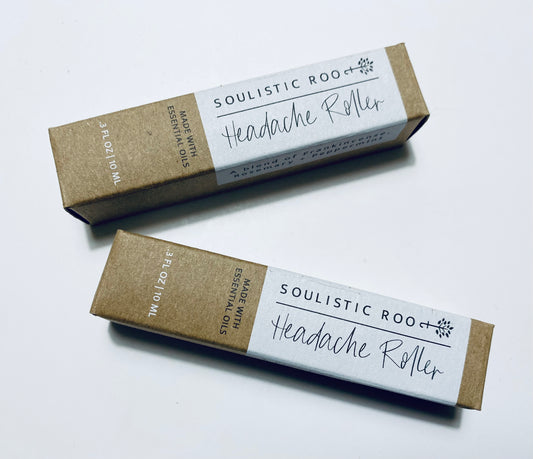 SOULISTIC ROOT
Headache Roller
MADE WITH
ESSENTIAL OILS
.3 FL OZ | 10 ML
A blend of Frankincense,
Rosemary + Peppermint
SOULISTIC ROOT
Headache Roller
MADE WITH
ESSENTIAL OILS
.3 FL OZ | 10 ML